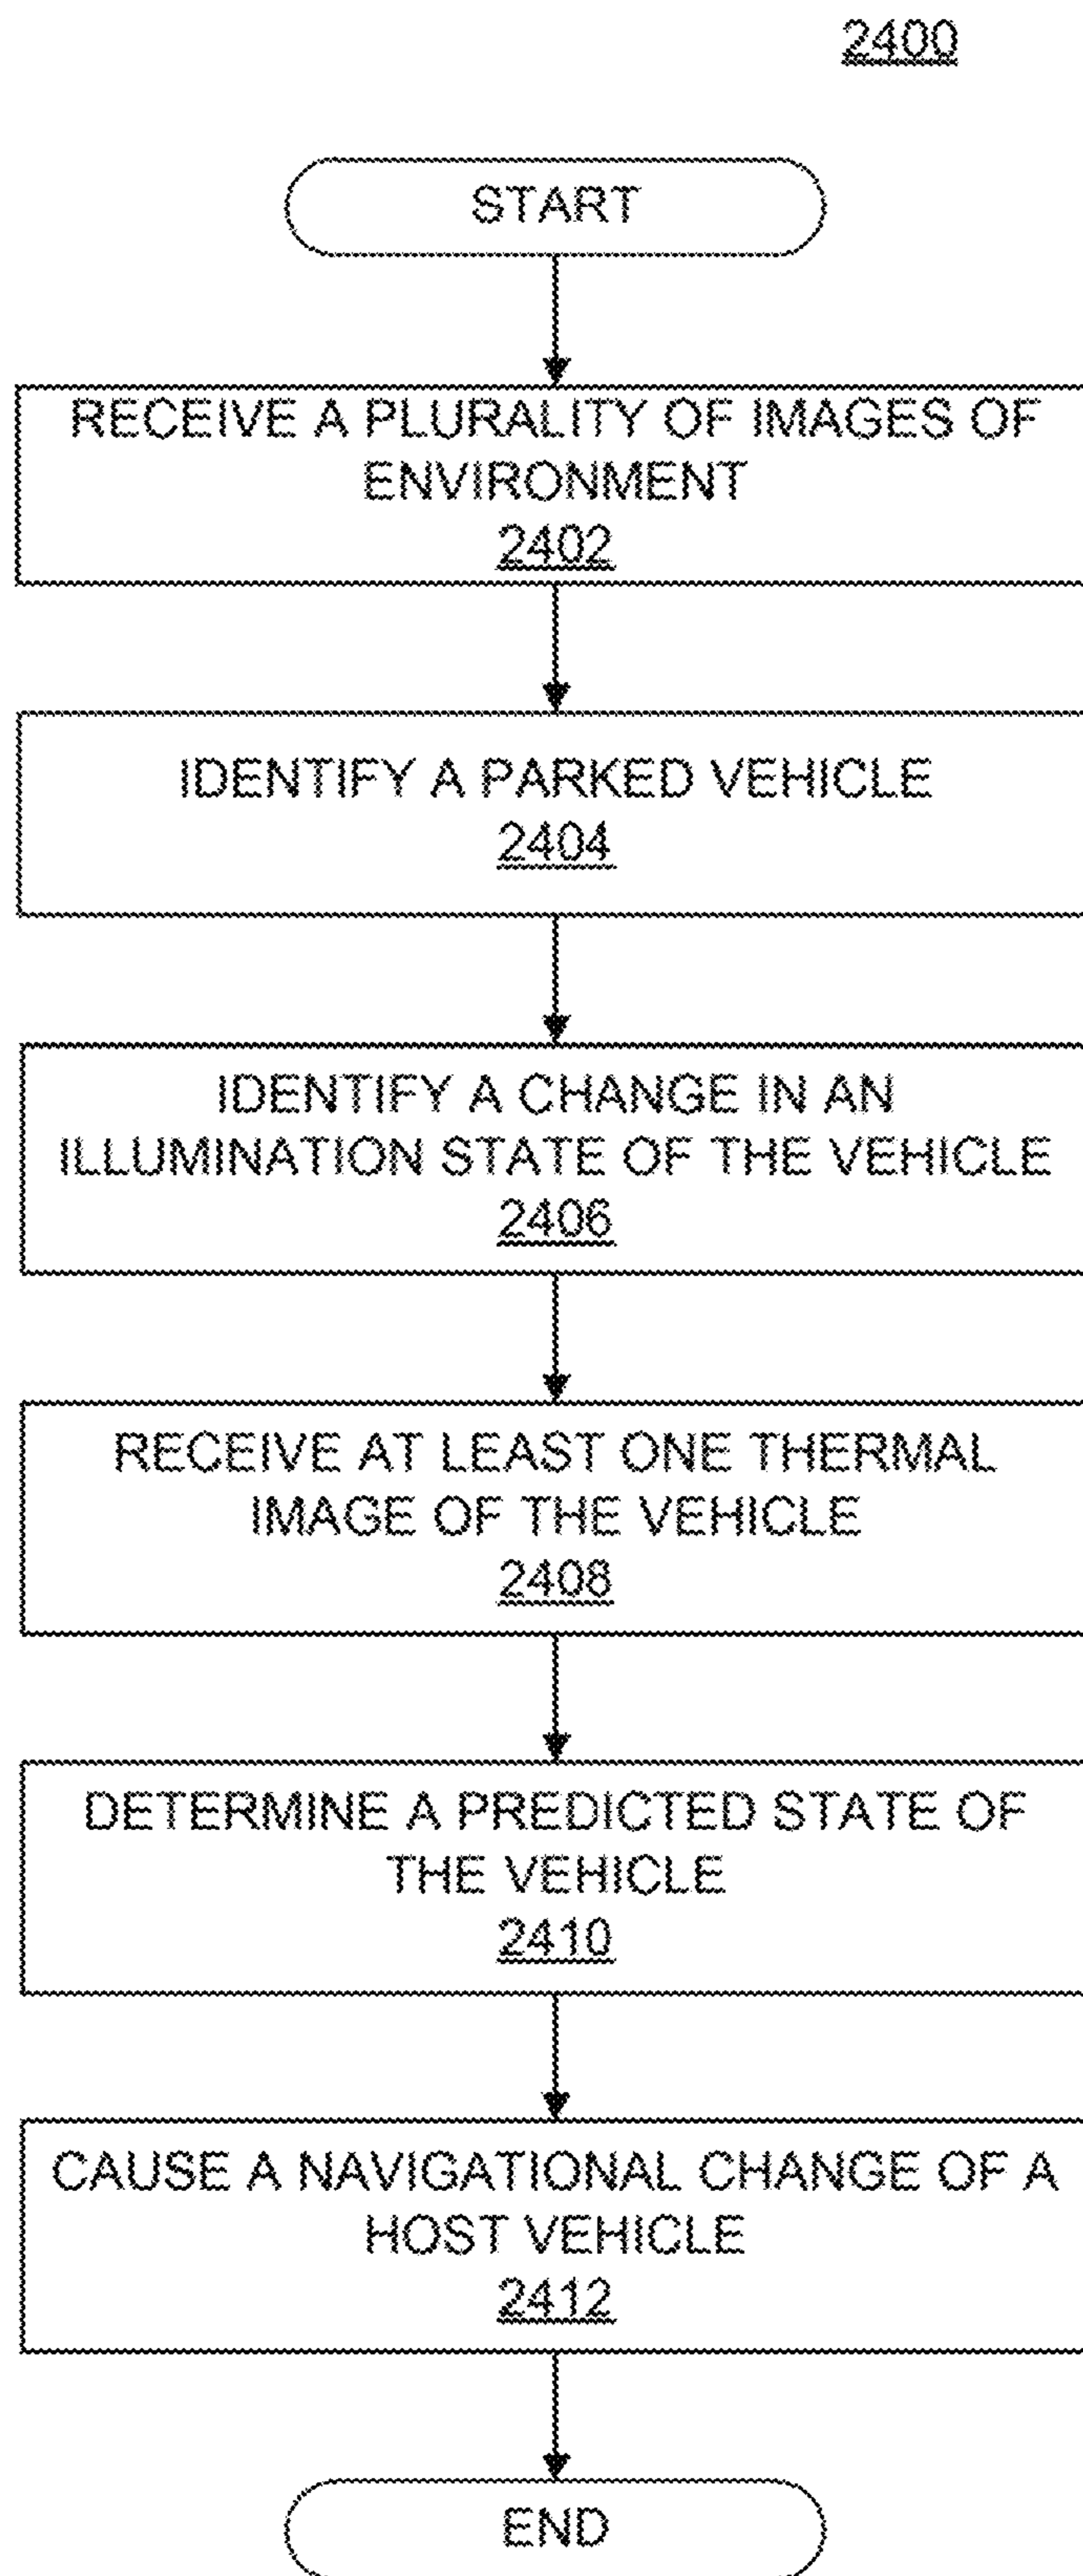 2400
START
RECEIVE A PLURALITY OF IMAGES OF
ENVIRONMENT
2402
IDENTIFY A PARKED VEHICLE
2404
IDENTIFY A CHANGE IN AN
ILLUMINATION STATE OF THE VEHICLE
2406
RECEIVE AT LEAST ONE THERMAL
IMAGE OF THE VEHICLE
2408
DETERMINE A PREDICTED STATE OF
THE VEHICLE
2410
CAUSE A NAVIGATIONAL CHANGE OF A
HOST VEHICLE
2412
END